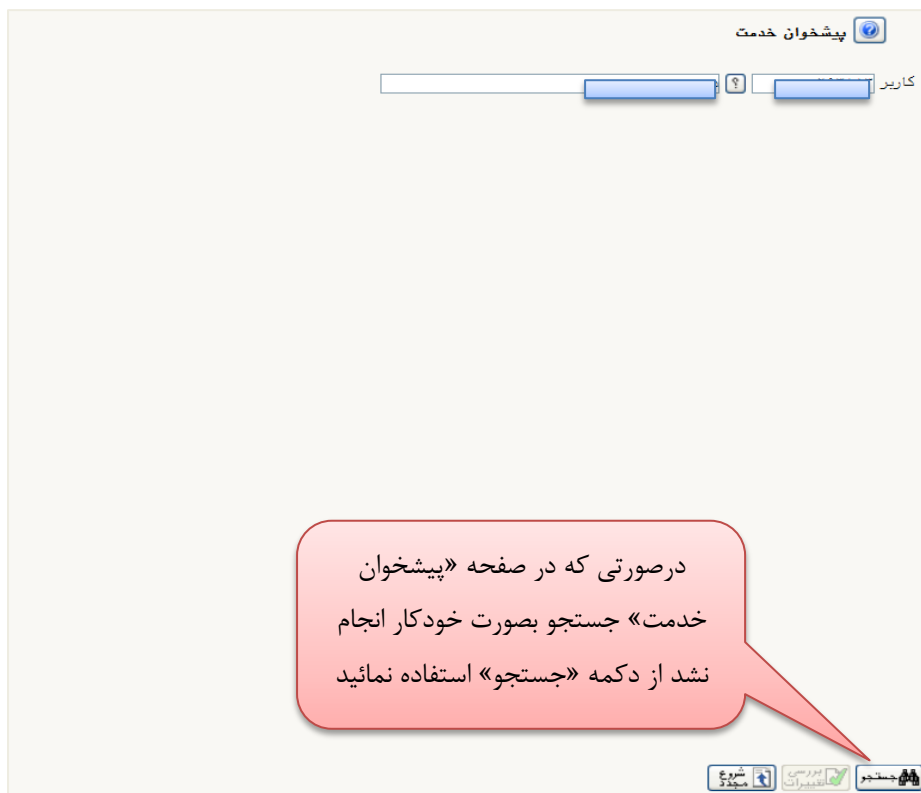 پیشخوان خدمت
کاربر
؟
درصورتی که در صفحه «پیشخوان
خدمت» جستجو بصورت خودکار انجام
نشد از دکمه «جستجو» استفاده نمائید
جستجو
بررسی
تغییرات
شروع
مجدد